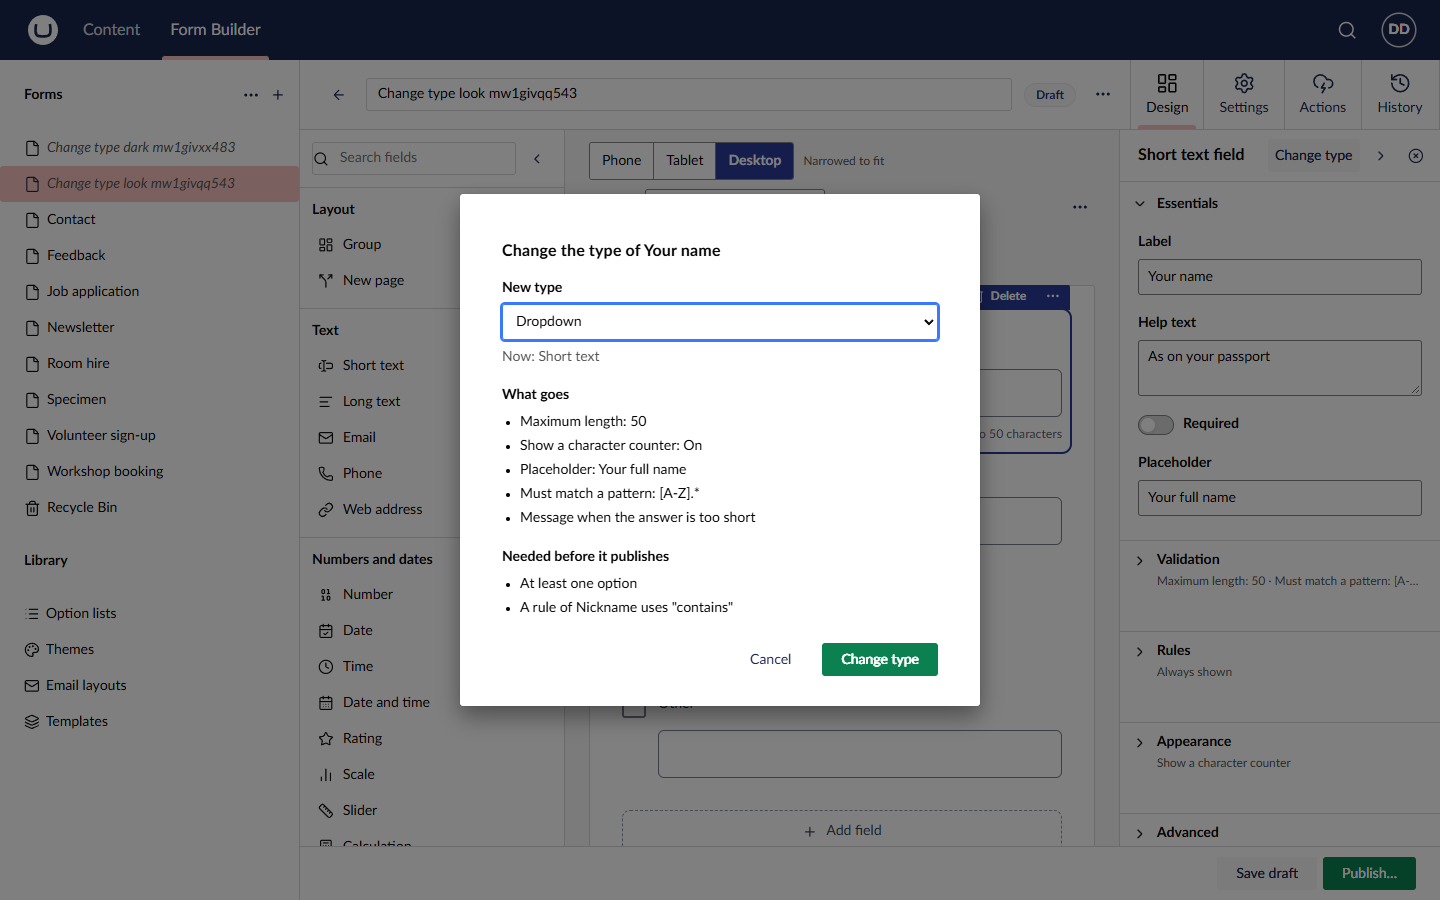 Content
Form Builder
DD
Forms
Change type dark mw1givxx483
Change type look mw1givqq543
Contact
Feedback
Job application
Newsletter
Room hire
Specimen
Volunteer sign-up
Workshop booking
Recycle Bin
Library
Option lists
Themes
Email layouts
Templates
Change type look mw1givqq543
Draft
Design
Settings
Actions
History
Search fields
Layout
Group
New page
Text
Short text
Long text
Email
Phone
Web address
Numbers and dates
Number
Date
Time
Date and time
Rating
Scale
Slider
Calculation
Phone
Tablet
Desktop
Narrowed to fit
Delete
50 characters
Other
Add field
Change the type of Your name
New type
Dropdown
Now: Short text
What goes
Maximum length: 50
Show a character counter: On
Placeholder: Your full name
Must match a pattern: [A-Z].*
Message when the answer is too short
Needed before it publishes
At least one option
A rule of Nickname uses "contains"
Cancel
Change type
Short text field
Change type
Essentials
Label
Your name
Help text
As on your passport
Required
Placeholder
Your full name
Validation
Maximum length: 50 · Must match a pattern: [A-...
Rules
Always shown
Appearance
Show a character counter
Advanced
Save draft
Publish...